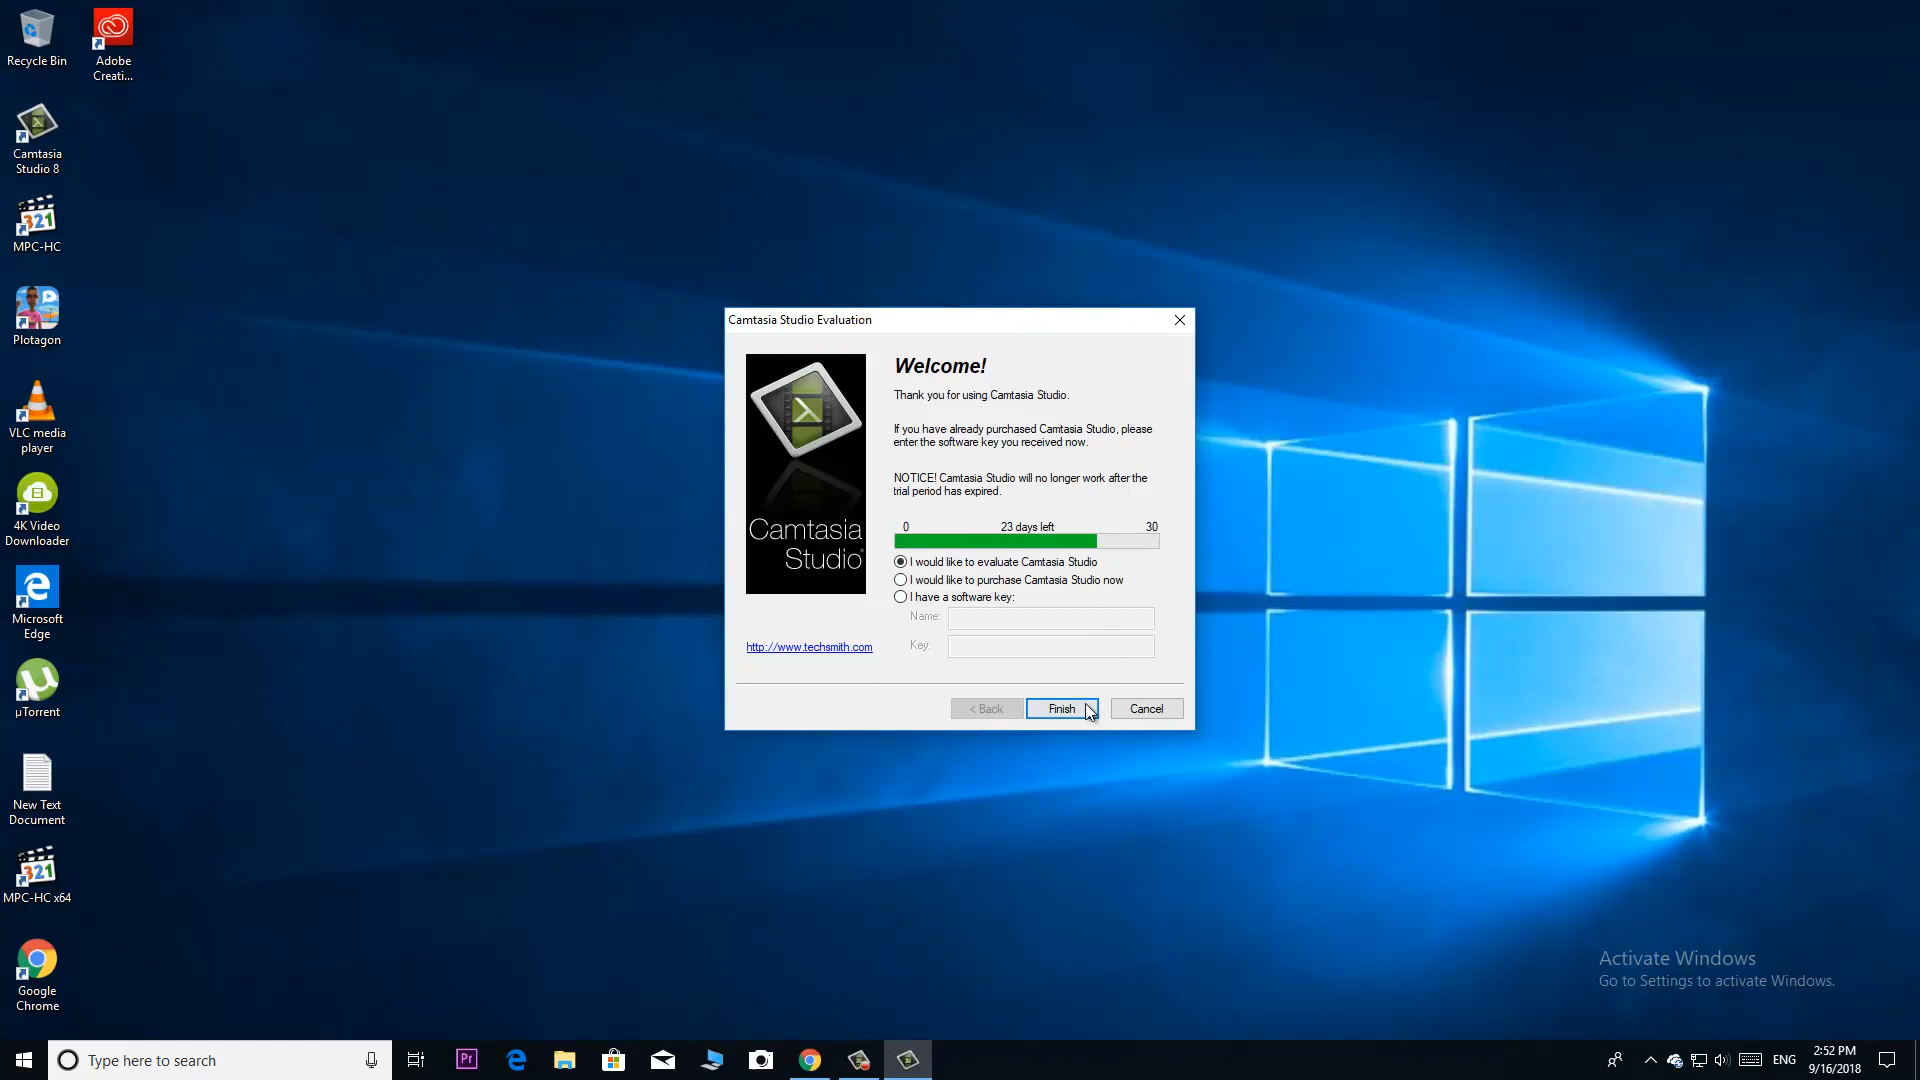 Recycle Bin
Adobe
Creati...
Camtasia
Studio 8
321
MPC-HC
Plotagon
VLC media
player
4K Video
Downloader
Microsoft
Edge
µTorrent
New Text
Document
321
MPC-HC x64
Google
Chrome
Camtasia Studio Evaluation
Camtasia
Studio
http://www.techsmith.com
Welcome!
Thank you for using Camtasia Studio.
If you have already purchased Camtasia Studio, please
enter the software key you received now.
NOTICE! Camtasia Studio will no longer work after the
trial period has expired.
0 23 days left 30
I would like to evaluate Camtasia Studio
I would like to purchase Camtasia Studio now
I have a software key:
Name:
Key:
< Back Finish Cancel
Activate Windows
Go to Settings to activate Windows.
Type here to search
Pr
ENG
2:52 PM
9/16/2018